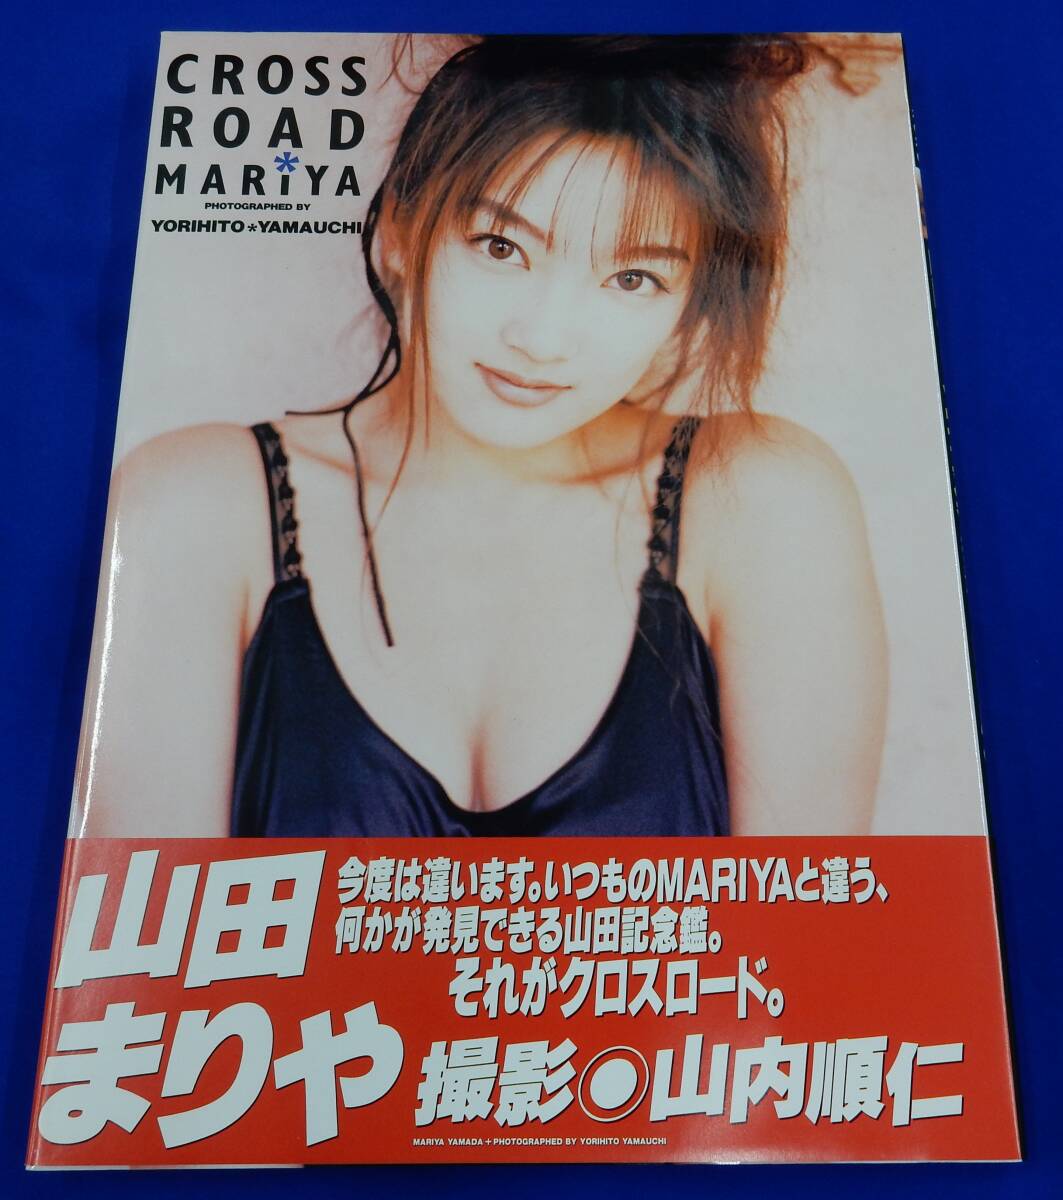 CROSS
ROAD
MARiYA
PHOTOGRAPHED BY
YORIHITO*YAMAUCHI
山田
まりや
今度は違います。いつものMARIYAと違う、
何かが発見できる山田記念鑑。
それがクロスロード。
撮影◉山内順仁
MARIYA YAMADA+PHOTOGRAPHED BY YORIHITO YAMAUCHI